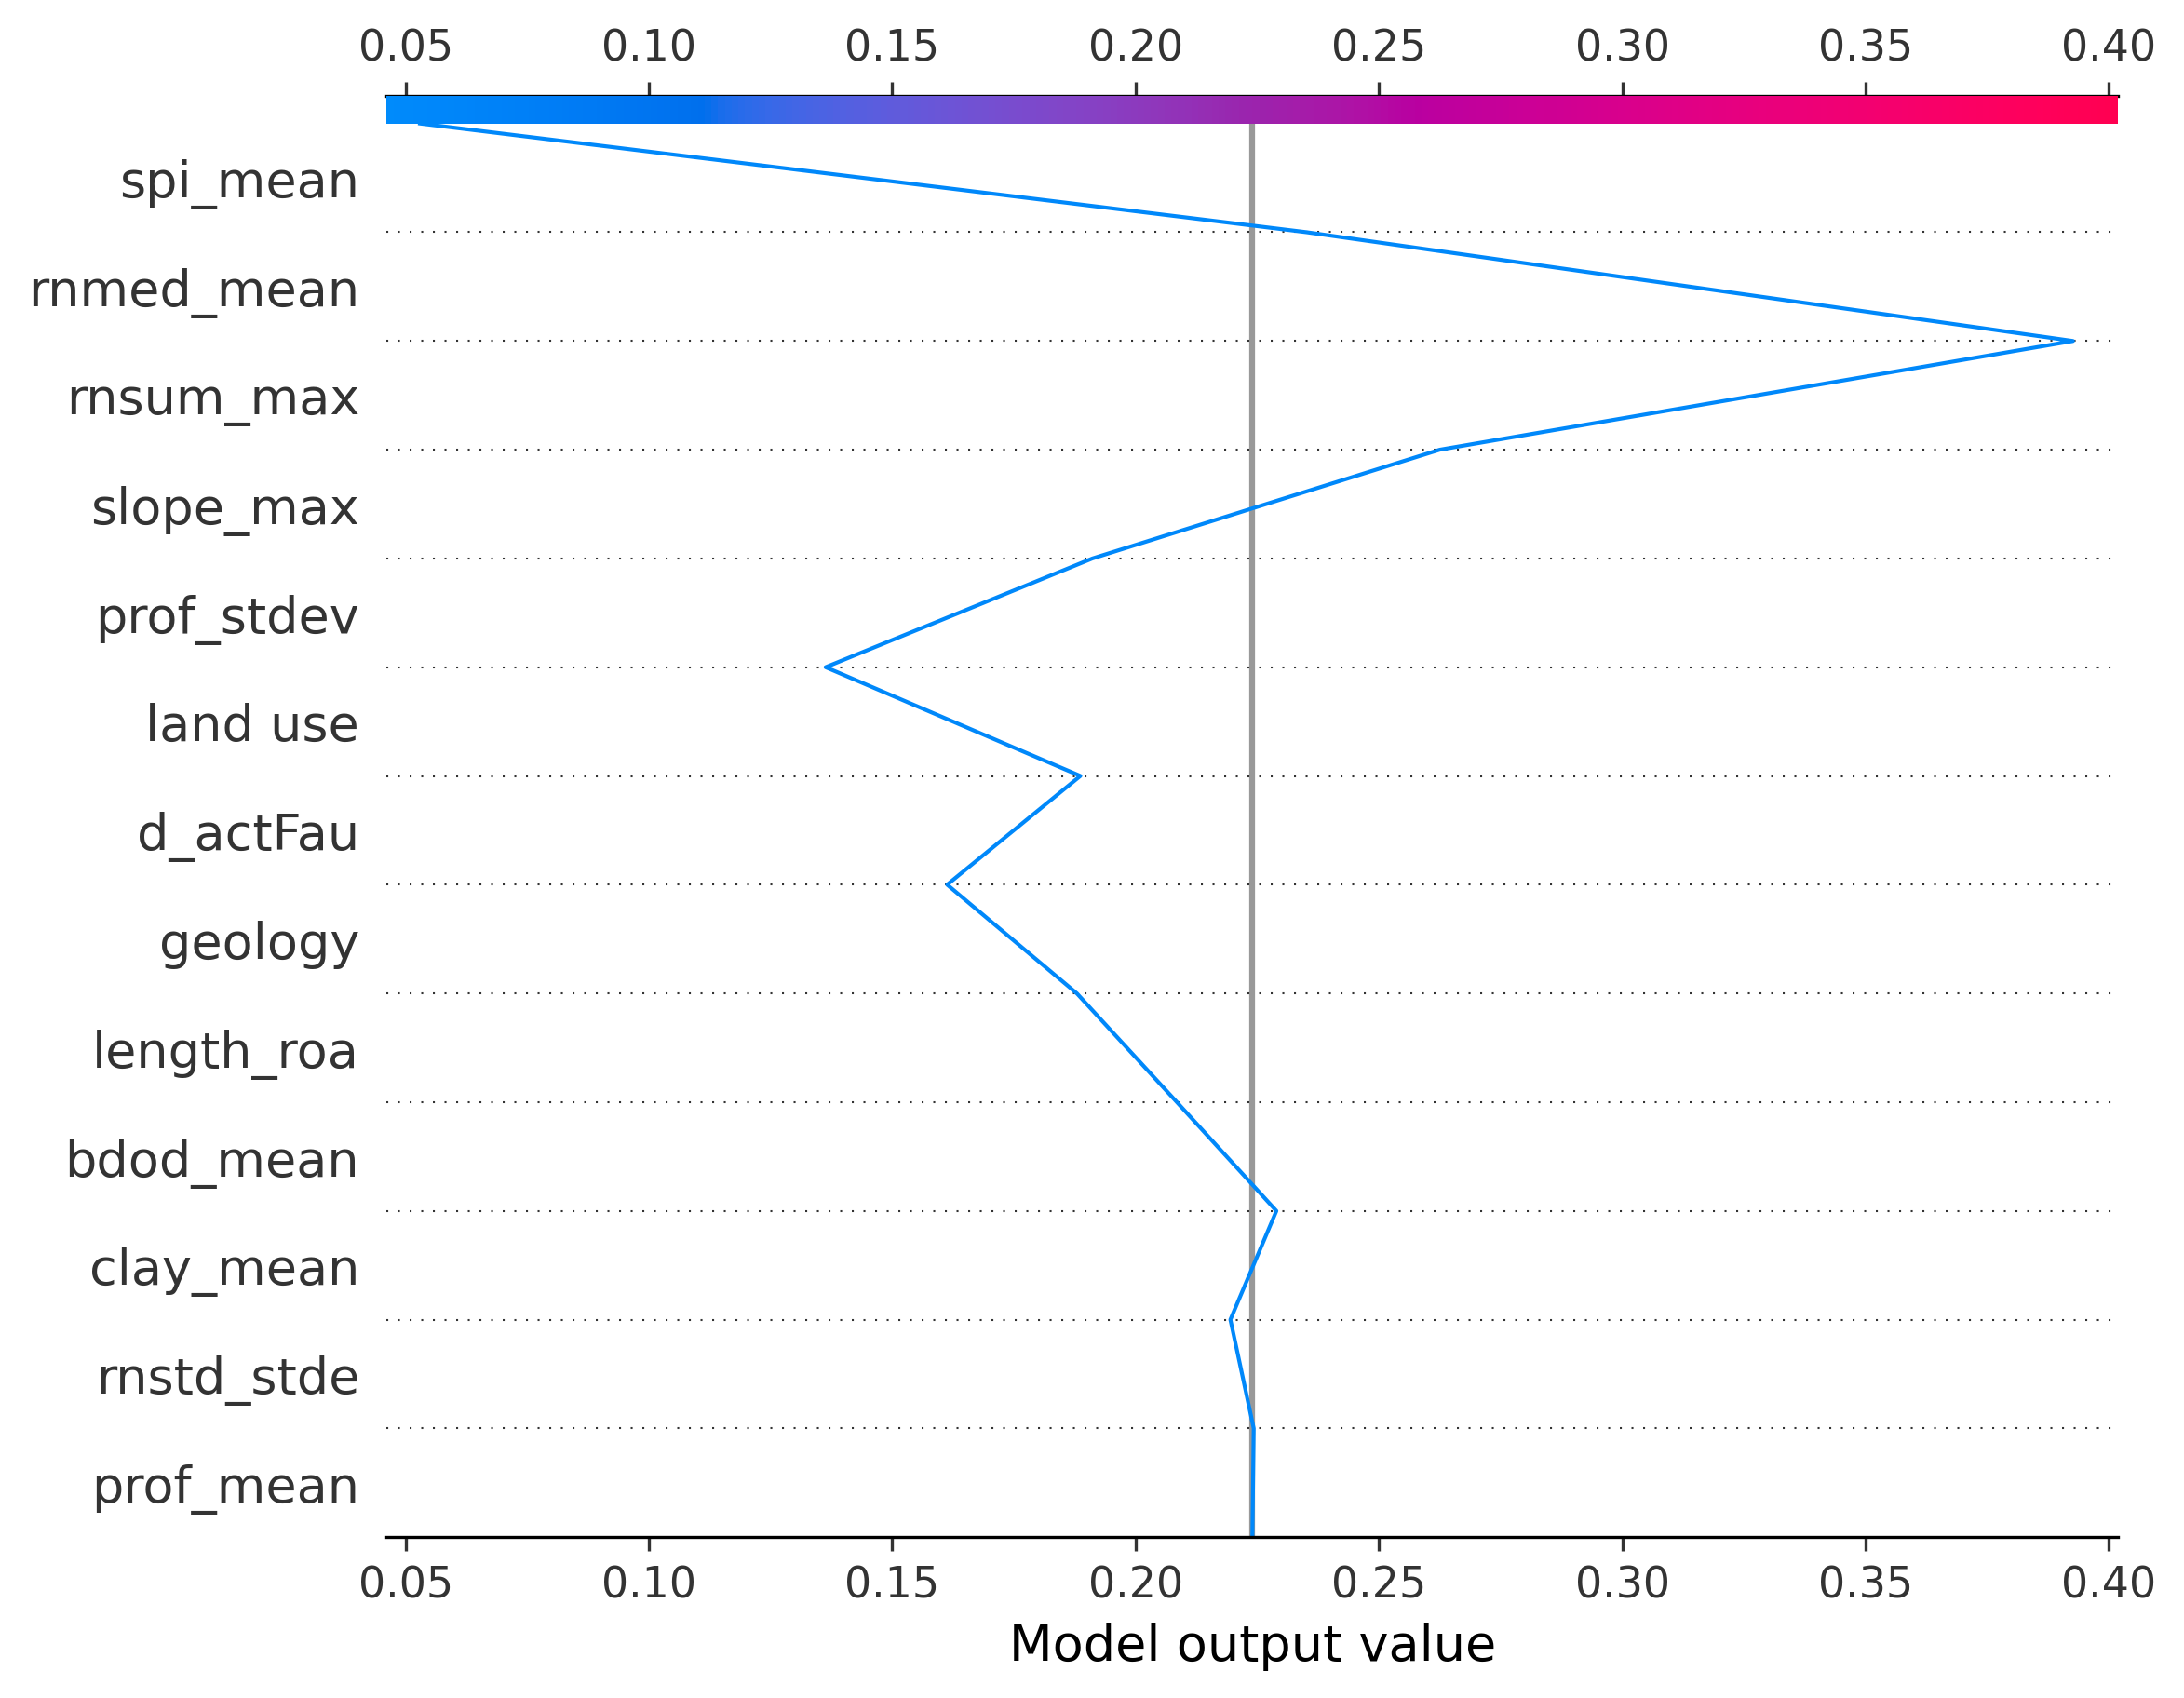 0.05 0.10 0.15 0.20 0.25 0.30 0.35 0.40
spi_mean
rnmed_mean
rnsum_max
slope_max
prof_stdev
land use
d_actFau
geology
length_roa
bdod_mean
clay_mean
rnstd_stde
prof_mean
0.05 0.10 0.15 0.20 0.25 0.30 0.35 0.40
Model output value